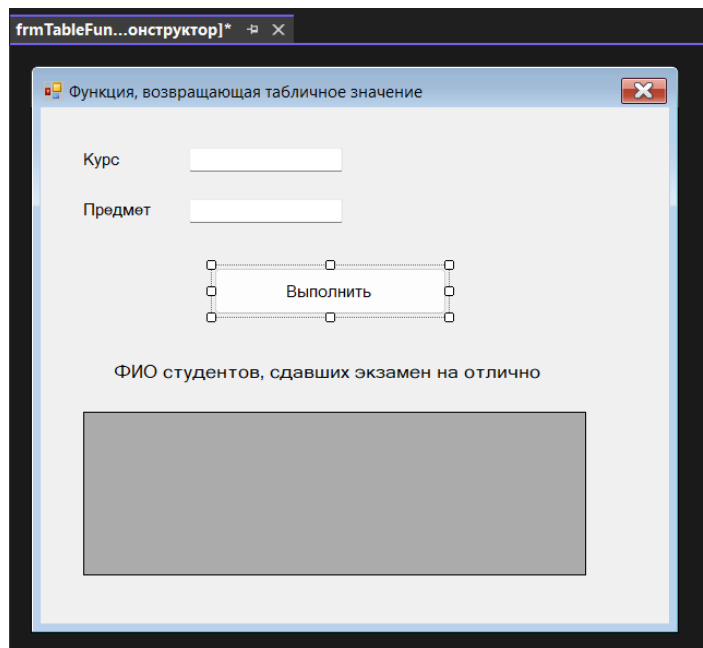 frmTableFun...онструктор]*
Функция, возвращающая табличное значение
Курс
Предмет
Выполнить
ФИО студентов, сдавших экзамен на отлично